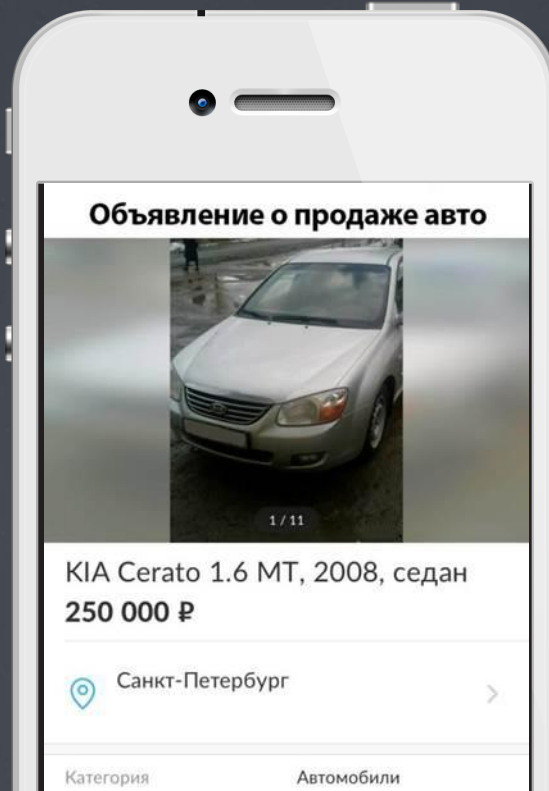 Объявление о продаже авто
1 / 11
KIA Cerato 1.6 MT, 2008, седан
250 000 ₽
Санкт-Петербург
Категория Автомобили